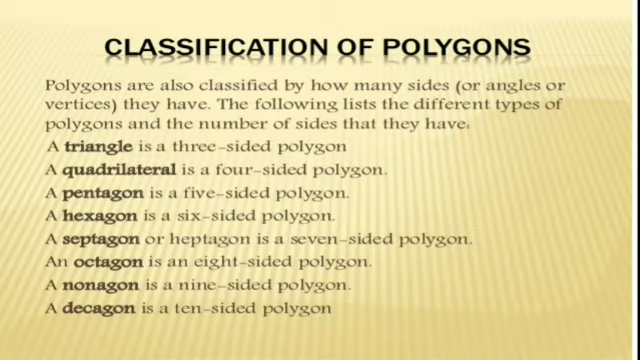 CLASSIFICATION OF POLYGONS
Polygons are also classified by how many sides (or angles or
vertices) they have. The following lists the different types of
polygons and the number of sides that they have:
A triangle is a three-sided polygon
A quadrilateral is a four-sided polygon.
A pentagon is a five-sided polygon.
A hexagon is a six-sided polygon.
A septagon or heptagon is a seven-sided polygon.
An octagon is an eight-sided polygon.
A nonagon is a nine-sided polygon.
A decagon is a ten-sided polygon